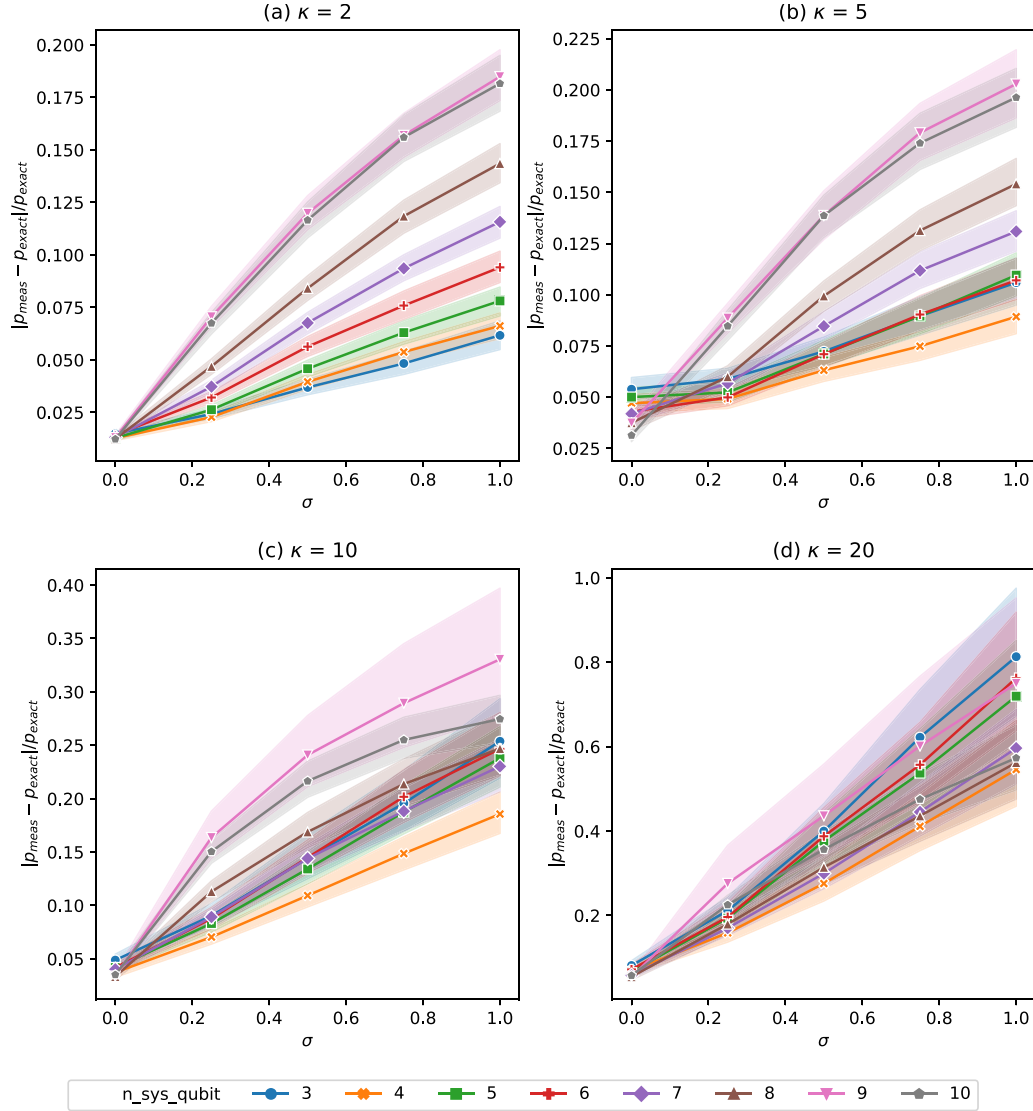 (a) κ = 2
(b) κ = 5
|p_meas − p_exact|/p_exact
0.200
0.175
0.150
0.125
0.100
0.075
0.050
0.025
0.0 0.2 0.4 0.6 0.8 1.0
σ
|p_meas − p_exact|/p_exact
0.225
0.200
0.175
0.150
0.125
0.100
0.075
0.050
0.025
0.0 0.2 0.4 0.6 0.8 1.0
σ
(c) κ = 10
(d) κ = 20
|p_meas − p_exact|/p_exact
0.40
0.35
0.30
0.25
0.20
0.15
0.10
0.05
0.0 0.2 0.4 0.6 0.8 1.0
σ
|p_meas − p_exact|/p_exact
1.0
0.8
0.6
0.4
0.2
0.0 0.2 0.4 0.6 0.8 1.0
σ
n_sys_qubit 3 4 5 6 7 8 9 10